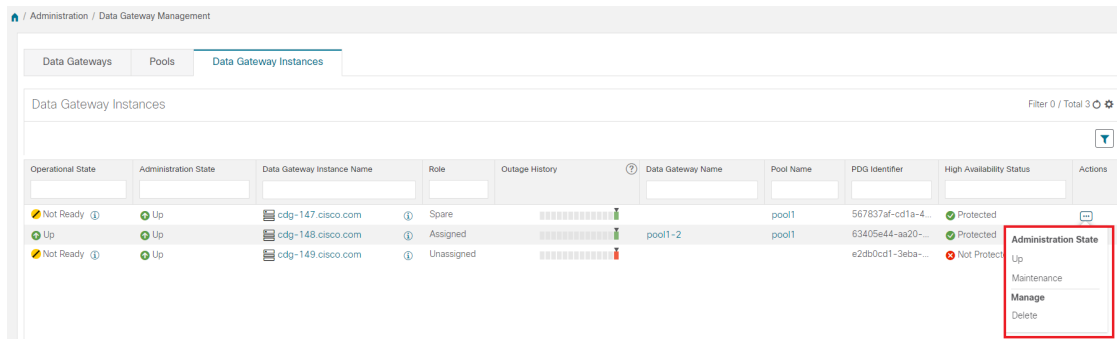 / Administration / Data Gateway Management
Data Gateways Pools Data Gateway Instances
Data Gateway Instances Filter 0 / Total 3
Operational State Administration State Data Gateway Instance Name Role Outage History ? Data Gateway Name Pool Name PDG Identifier High Availability Status Actions
Not Ready Up cdg-147.cisco.com Spare pool1 567837af-cd1a-4... Protected
Up Up cdg-148.cisco.com Assigned pool1-2 pool1 63405e44-aa20-... Protected
Not Ready Up cdg-149.cisco.com Unassigned e2db0cd1-3eba-... Not Protect
Administration State
Up
Maintenance
Manage
Delete